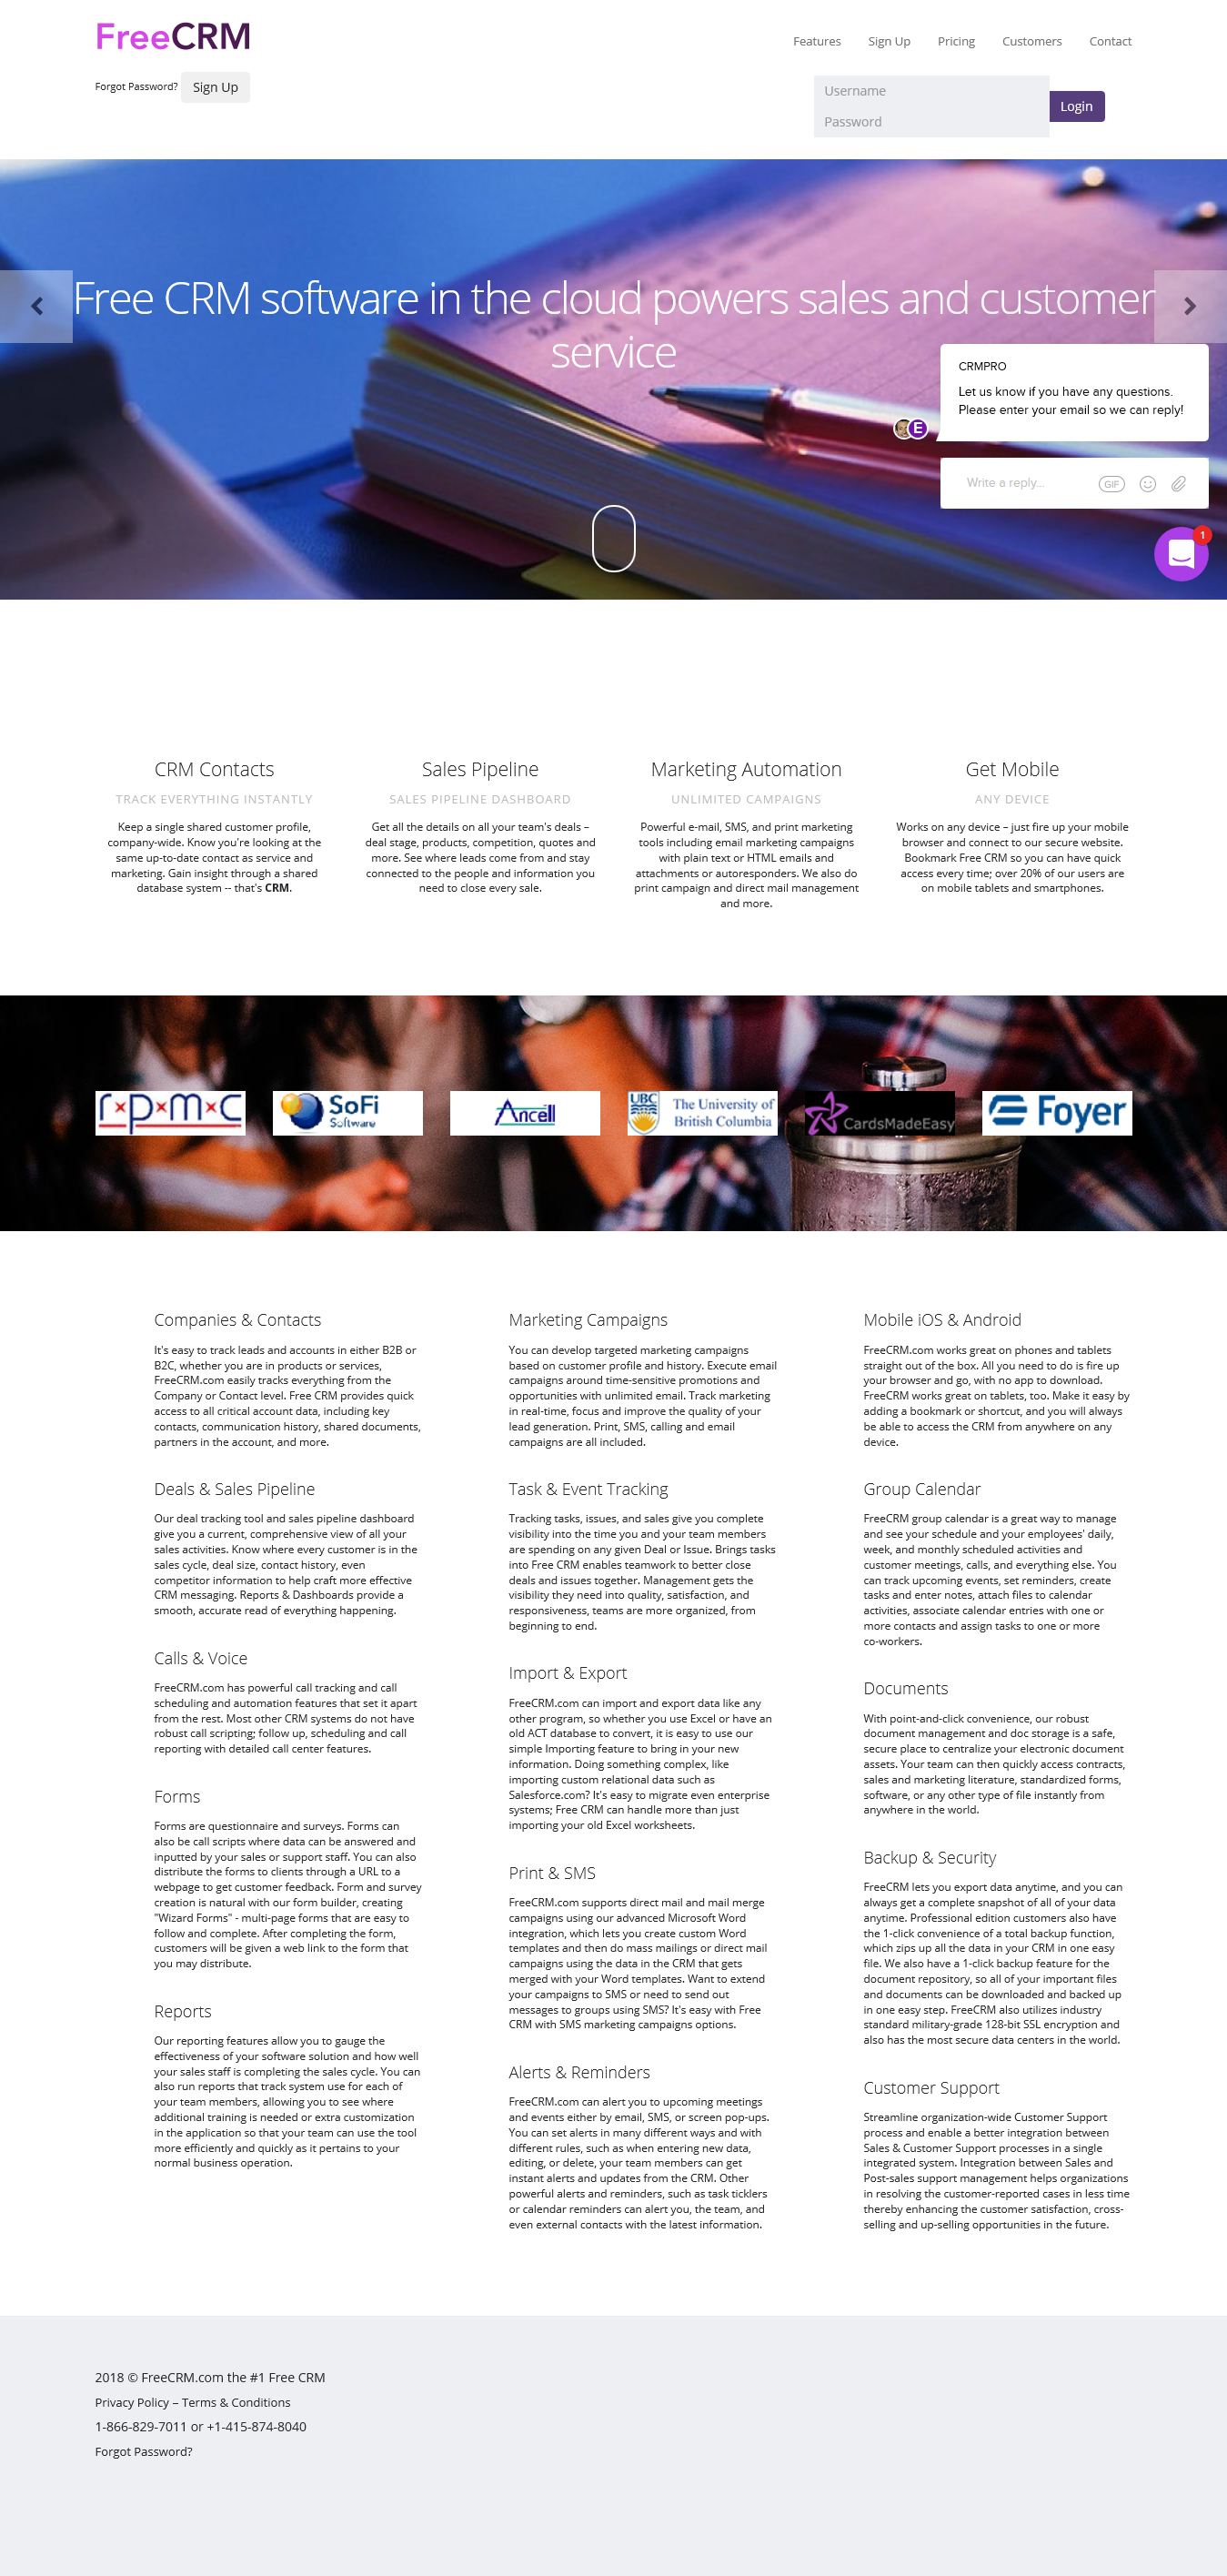 FreeCRM
Features Sign Up Pricing Customers Contact
Forgot Password? Sign Up
Username
Password
Login
Free CRM software in the cloud powers sales and customer
service
CRMPRO
Let us know if you have any questions.
Please enter your email so we can reply!
E
Write a reply...
GIF
1
CRM Contacts
TRACK EVERYTHING INSTANTLY
Keep a single shared customer profile,
company-wide. Know you're looking at the
same up-to-date contact as service and
marketing. Gain insight through a shared
database system -- that's CRM.
Sales Pipeline
SALES PIPELINE DASHBOARD
Get all the details on all your team's deals –
deal stage, products, competition, quotes and
more. See where leads come from and stay
connected to the people and information you
need to close every sale.
Marketing Automation
UNLIMITED CAMPAIGNS
Powerful e-mail, SMS, and print marketing
tools including email marketing campaigns
with plain text or HTML emails and
attachments or autoresponders. We also do
print campaign and direct mail management
and more.
Get Mobile
ANY DEVICE
Works on any device – just fire up your mobile
browser and connect to our secure website.
Bookmark Free CRM so you can have quick
access every time; over 20% of our users are
on mobile tablets and smartphones.
r·p·m·c
SoFi
Software
Ancell
UBC
The University of
British Columbia
CardsMadeEasy
Foyer
Companies & Contacts
It's easy to track leads and accounts in either B2B or
B2C, whether you are in products or services,
FreeCRM.com easily tracks everything from the
Company or Contact level. Free CRM provides quick
access to all critical account data, including key
contacts, communication history, shared documents,
partners in the account, and more.
Deals & Sales Pipeline
Our deal tracking tool and sales pipeline dashboard
give you a current, comprehensive view of all your
sales activities. Know where every customer is in the
sales cycle, deal size, contact history, even
competitor information to help craft more effective
CRM messaging. Reports & Dashboards provide a
smooth, accurate read of everything happening.
Calls & Voice
FreeCRM.com has powerful call tracking and call
scheduling and automation features that set it apart
from the rest. Most other CRM systems do not have
robust call scripting; follow up, scheduling and call
reporting with detailed call center features.
Forms
Forms are questionnaire and surveys. Forms can
also be call scripts where data can be answered and
inputted by your sales or support staff. You can also
distribute the forms to clients through a URL to a
webpage to get customer feedback. Form and survey
creation is natural with our form builder, creating
"Wizard Forms" - multi-page forms that are easy to
follow and complete. After completing the form,
customers will be given a web link to the form that
you may distribute.
Reports
Our reporting features allow you to gauge the
effectiveness of your software solution and how well
your sales staff is completing the sales cycle. You can
also run reports that track system use for each of
your team members, allowing you to see where
additional training is needed or extra customization
in the application so that your team can use the tool
more efficiently and quickly as it pertains to your
normal business operation.
Marketing Campaigns
You can develop targeted marketing campaigns
based on customer profile and history. Execute email
campaigns around time-sensitive promotions and
opportunities with unlimited email. Track marketing
in real-time, focus and improve the quality of your
lead generation. Print, SMS, calling and email
campaigns are all included.
Task & Event Tracking
Tracking tasks, issues, and sales give you complete
visibility into the time you and your team members
are spending on any given Deal or Issue. Brings tasks
into Free CRM enables teamwork to better close
deals and issues together. Management gets the
visibility they need into quality, satisfaction, and
responsiveness, teams are more organized, from
beginning to end.
Import & Export
FreeCRM.com can import and export data like any
other program, so whether you use Excel or have an
old ACT database to convert, it is easy to use our
simple Importing feature to bring in your new
information. Doing something complex, like
importing custom relational data such as
Salesforce.com? It's easy to migrate even enterprise
systems; Free CRM can handle more than just
importing your old Excel worksheets.
Print & SMS
FreeCRM.com supports direct mail and mail merge
campaigns using our advanced Microsoft Word
integration, which lets you create custom Word
templates and then do mass mailings or direct mail
campaigns using the data in the CRM that gets
merged with your Word templates. Want to extend
your campaigns to SMS or need to send out
messages to groups using SMS? It's easy with Free
CRM with SMS marketing campaigns options.
Alerts & Reminders
FreeCRM.com can alert you to upcoming meetings
and events either by email, SMS, or screen pop-ups.
You can set alerts in many different ways and with
different rules, such as when entering new data,
editing, or delete, your team members can get
instant alerts and updates from the CRM. Other
powerful alerts and reminders, such as task ticklers
or calendar reminders can alert you, the team, and
even external contacts with the latest information.
Mobile iOS & Android
FreeCRM.com works great on phones and tablets
straight out of the box. All you need to do is fire up
your browser and go, with no app to download.
FreeCRM works great on tablets, too. Make it easy by
adding a bookmark or shortcut, and you will always
be able to access the CRM from anywhere on any
device.
Group Calendar
FreeCRM group calendar is a great way to manage
and see your schedule and your employees' daily,
week, and monthly scheduled activities and
customer meetings, calls, and everything else. You
can track upcoming events, set reminders, create
tasks and enter notes, attach files to calendar
activities, associate calendar entries with one or
more contacts and assign tasks to one or more
co-workers.
Documents
With point-and-click convenience, our robust
document management and doc storage is a safe,
secure place to centralize your electronic document
assets. Your team can then quickly access contracts,
sales and marketing literature, standardized forms,
software, or any other type of file instantly from
anywhere in the world.
Backup & Security
FreeCRM lets you export data anytime, and you can
always get a complete snapshot of all of your data
anytime. Professional edition customers also have
the 1-click convenience of a total backup function,
which zips up all the data in your CRM in one easy
file. We also have a 1-click backup feature for the
document repository, so all of your important files
and documents can be downloaded and backed up
in one easy step. FreeCRM also utilizes industry
standard military-grade 128-bit SSL encryption and
also has the most secure data centers in the world.
Customer Support
Streamline organization-wide Customer Support
process and enable a better integration between
Sales & Customer Support processes in a single
integrated system. Integration between Sales and
Post-sales support management helps organizations
in resolving the customer-reported cases in less time
thereby enhancing the customer satisfaction, cross-
selling and up-selling opportunities in the future.
2018 © FreeCRM.com the #1 Free CRM
Privacy Policy – Terms & Conditions
1-866-829-7011 or +1-415-874-8040
Forgot Password?